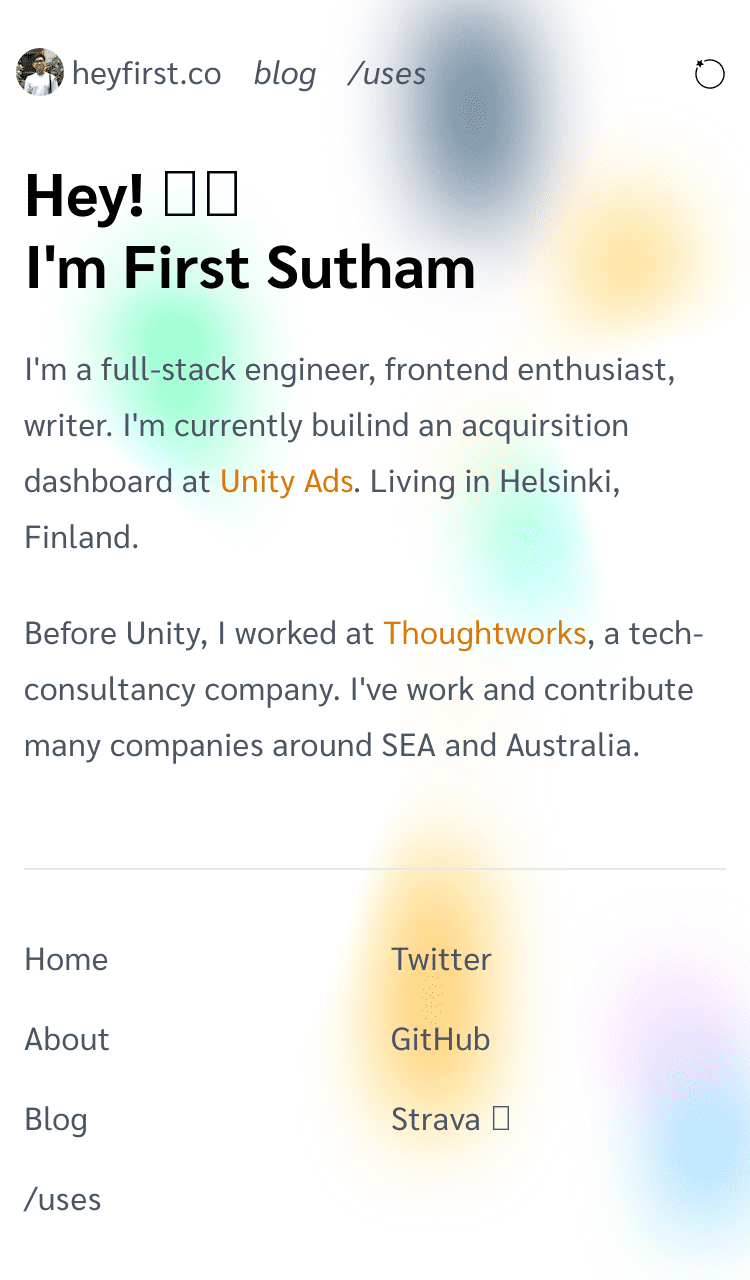 heyfirst.co blog /uses
Hey! 
I'm First Sutham
I'm a full-stack engineer, frontend enthusiast,
writer. I'm currently builind an acquirsition
dashboard at Unity Ads. Living in Helsinki,
Finland.
Before Unity, I worked at Thoughtworks, a tech-
consultancy company. I've work and contribute
many companies around SEA and Australia.
Home
Twitter
About
GitHub
Blog
Strava
/uses